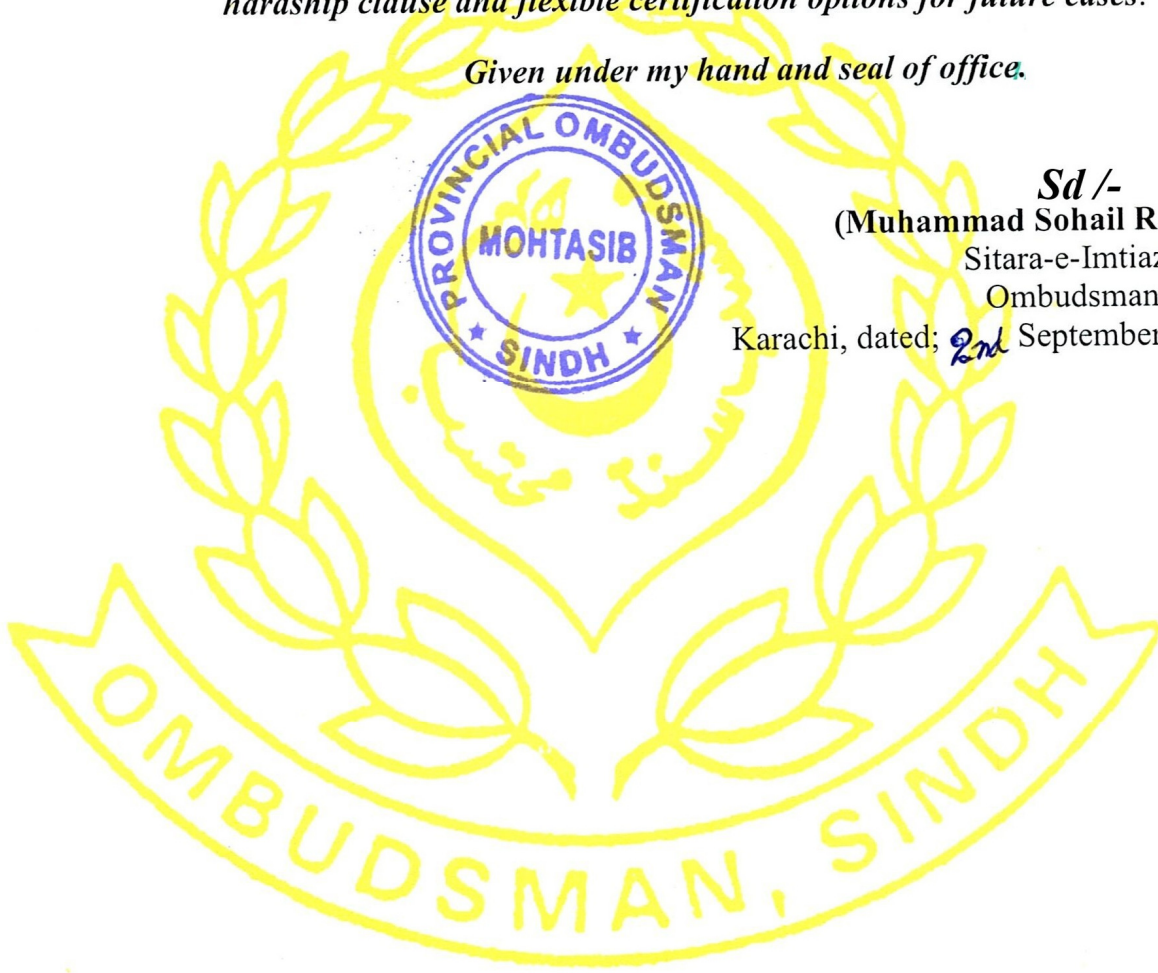 hardship clause and flexible certification options for future cases.
Given under my hand and seal of office.
PROVINCIAL OMBUDSMAN
MOHTASIB
★ SINDH ★
Sd /-
(Muhammad Sohail R
Sitara-e-Imtiaz
Ombudsman
Karachi, dated; 2nd September
OMBUDSMAN, SINDH